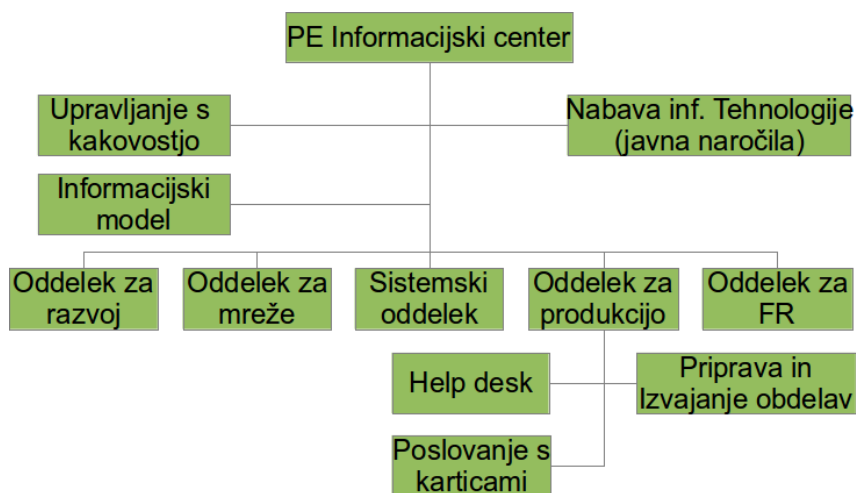 PE Informacijski center
Upravljanje s
kakovostjo
Nabava inf. Tehnologije
(javna naročila)
Informacijski
model
Oddelek za
razvoj
Oddelek za
mreže
Sistemski
oddelek
Oddelek za
produkcijo
Oddelek za
FR
Help desk
Priprava in
Izvajanje obdelav
Poslovanje s
karticami